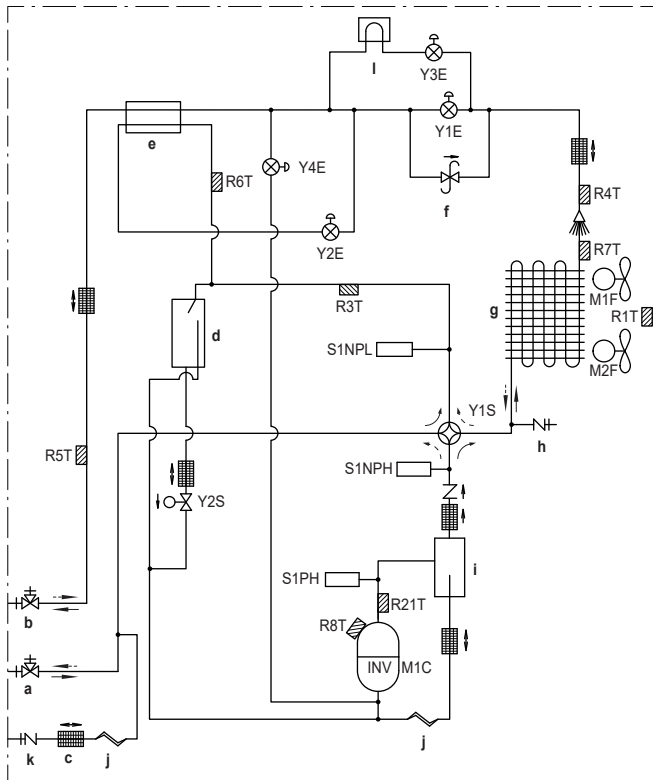 l
Y3E
Y1E
e
Y4E
R6T
f
R4T
Y2E
R7T
M1F
g
R1T
R3T
d
S1NPL
M2F
Y1S
h
R5T
S1NPH
Y2S
i
S1PH
R21T
b
R8T
INV
M1C
a
j
k
c
j